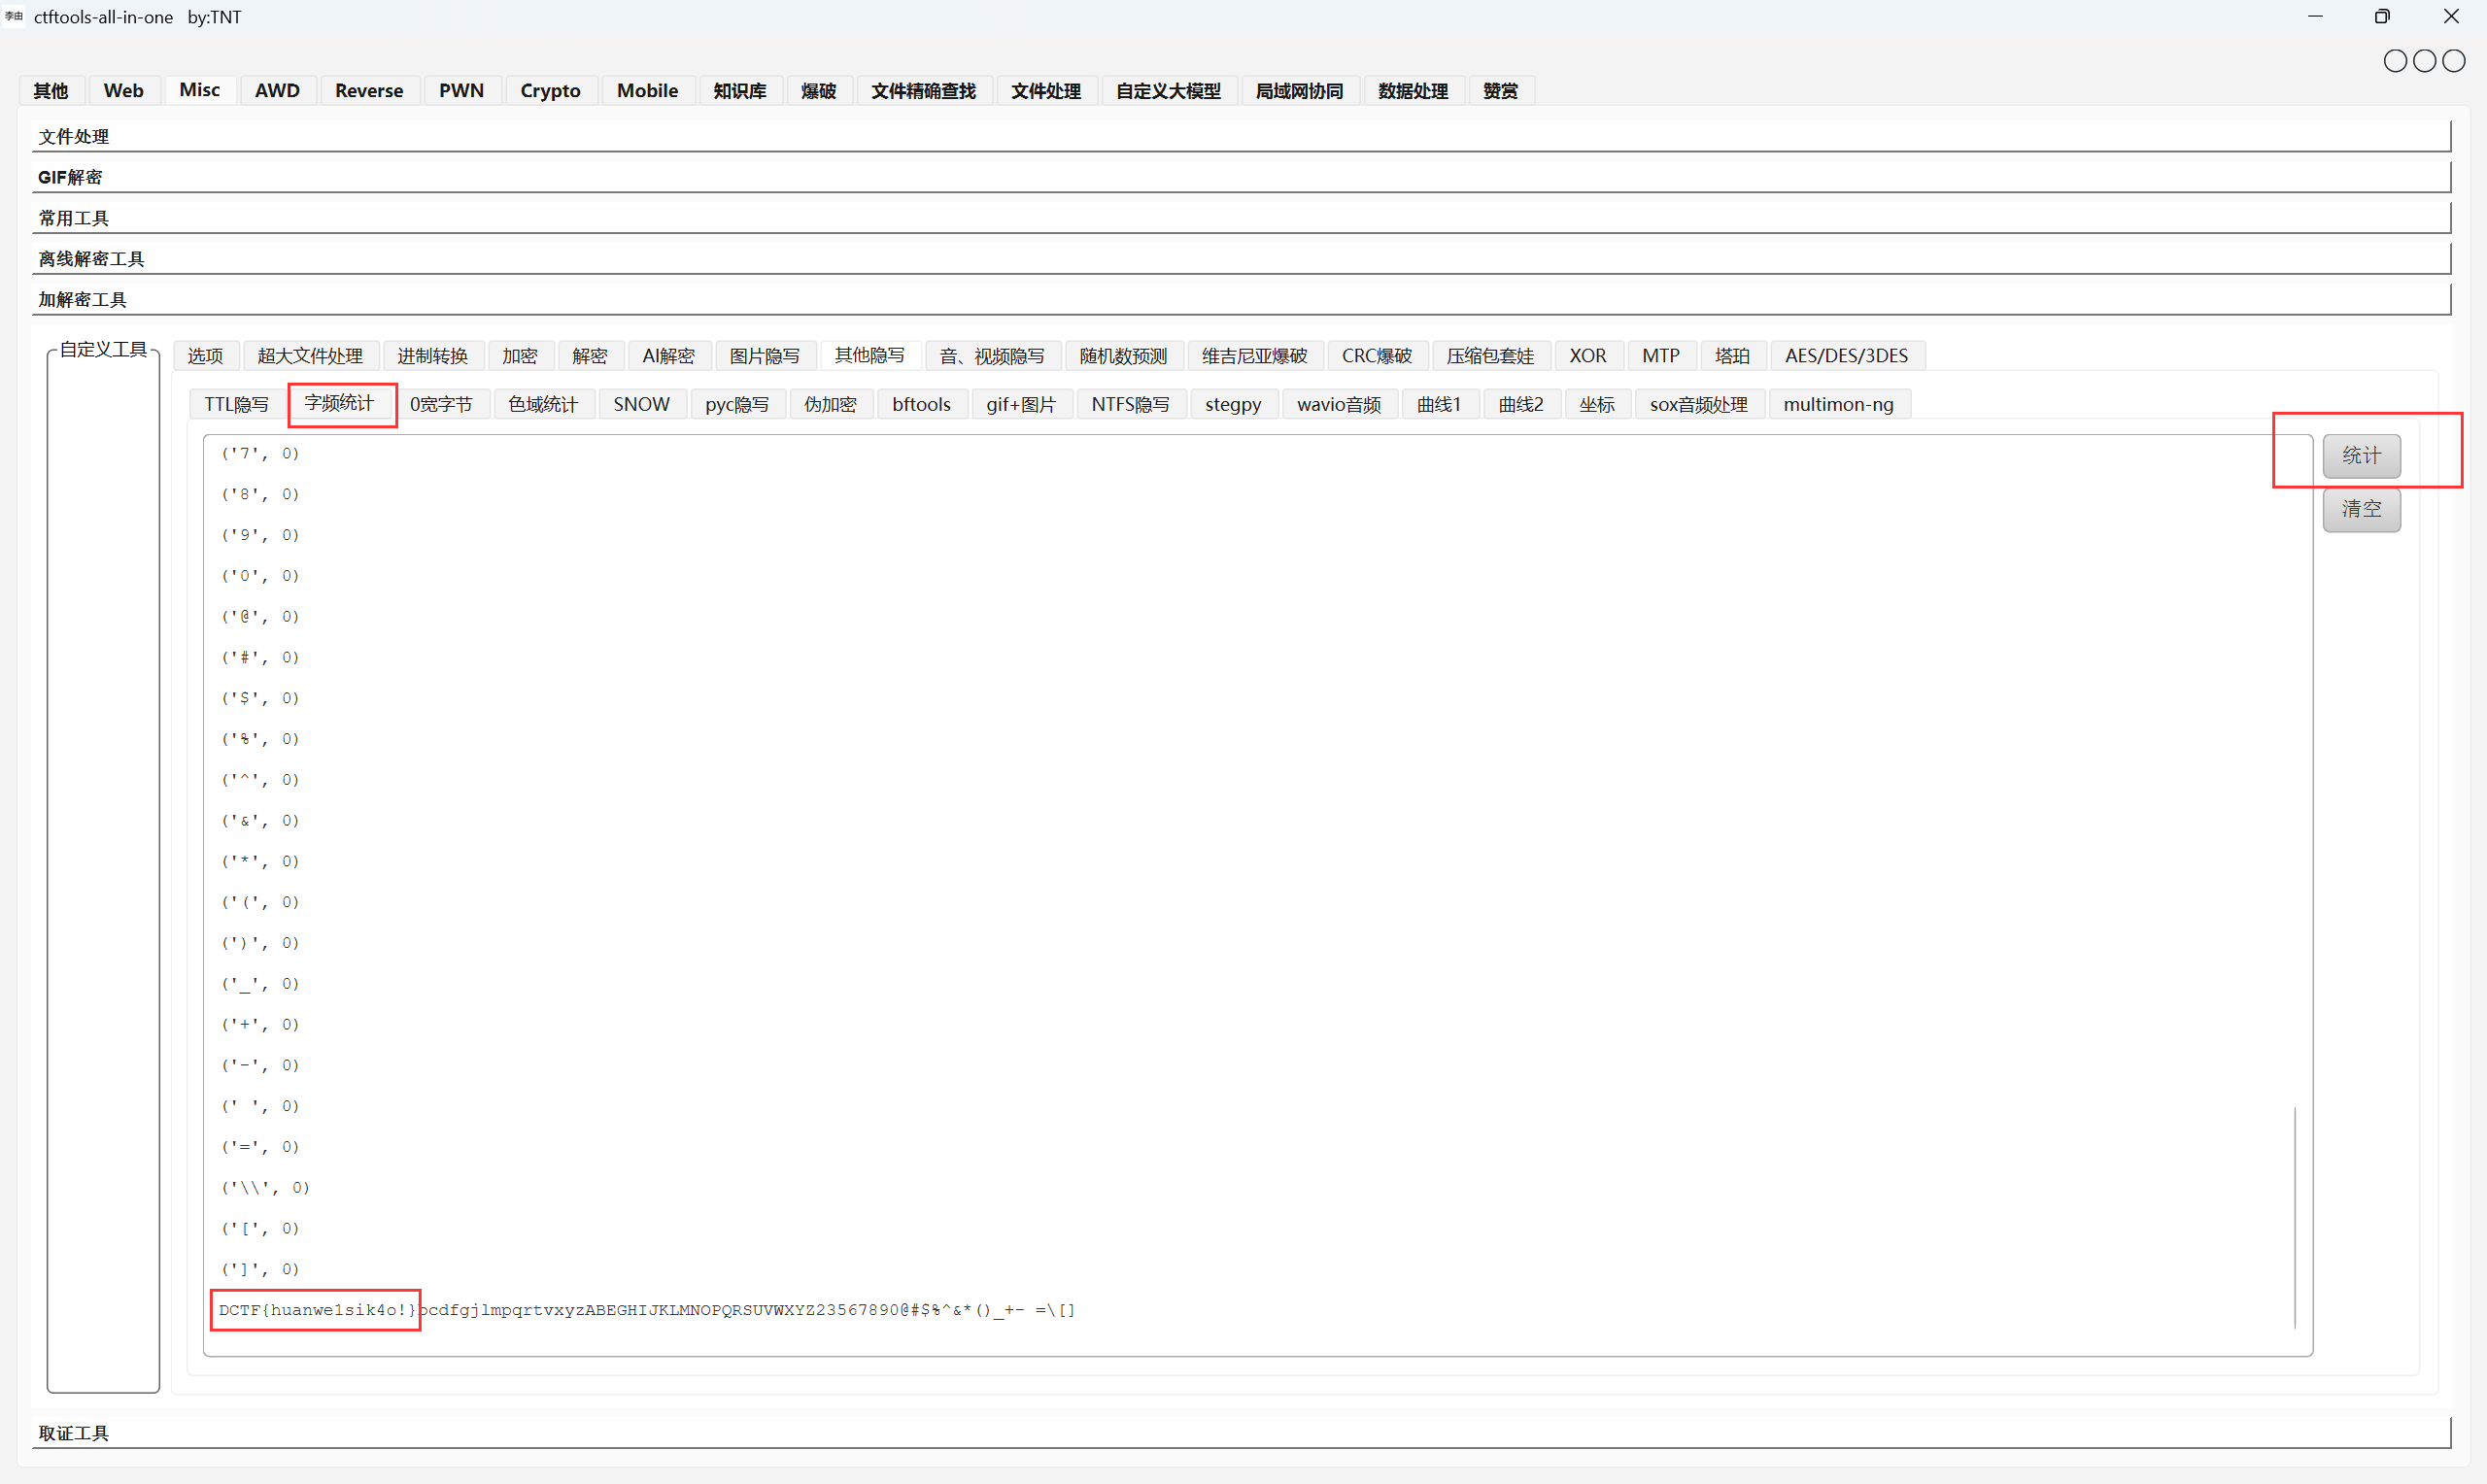 李由 ctftools-all-in-one by:TNT
其他 Web Misc AWD Reverse PWN Crypto Mobile 知识库 爆破 文件精确查找 文件处理 自定义大模型 局域网协同 数据处理 赞赏
文件处理
GIF解密
常用工具
离线解密工具
加解密工具
自定义工具 选项 超大文件处理 进制转换 加密 解密 AI解密 图片隐写 其他隐写 音、视频隐写 随机数预测 维吉尼亚爆破 CRC爆破 压缩包套娃 XOR MTP 塔珀 AES/DES/3DES
TTL隐写 字频统计 0宽字节 色域统计 SNOW pyc隐写 伪加密 bftools gif+图片 NTFS隐写 stegpy wavio音频 曲线1 曲线2 坐标 sox音频处理 multimon-ng
('7', 0) 统计
('8', 0) 清空
('9', 0)
('0', 0)
('@', 0)
('#', 0)
('$', 0)
('%', 0)
('^', 0)
('&', 0)
('*', 0)
('(', 0)
(')', 0)
('_', 0)
('+', 0)
('-', 0)
(' ', 0)
('=', 0)
('\\', 0)
('[', 0)
(']', 0)
DCTF{huanwe1sik4o!}bcdfgjlmpqrtvxyzABEGHIJKLMNOPQRSUVWXYZ23567890@#$%^&*()_+- =\[]
取证工具